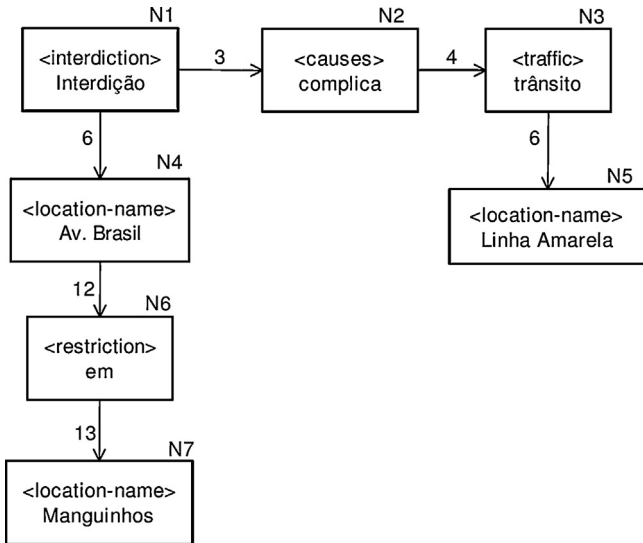 N1
N2
N3
<interdiction>
Interdição
3
<causes>
complica
4
<traffic>
trânsito
6
6
N4
N5
<location-name>
Av. Brasil
<location-name>
Linha Amarela
12
N6
<restriction>
em
13
N7
<location-name>
Manguinhos